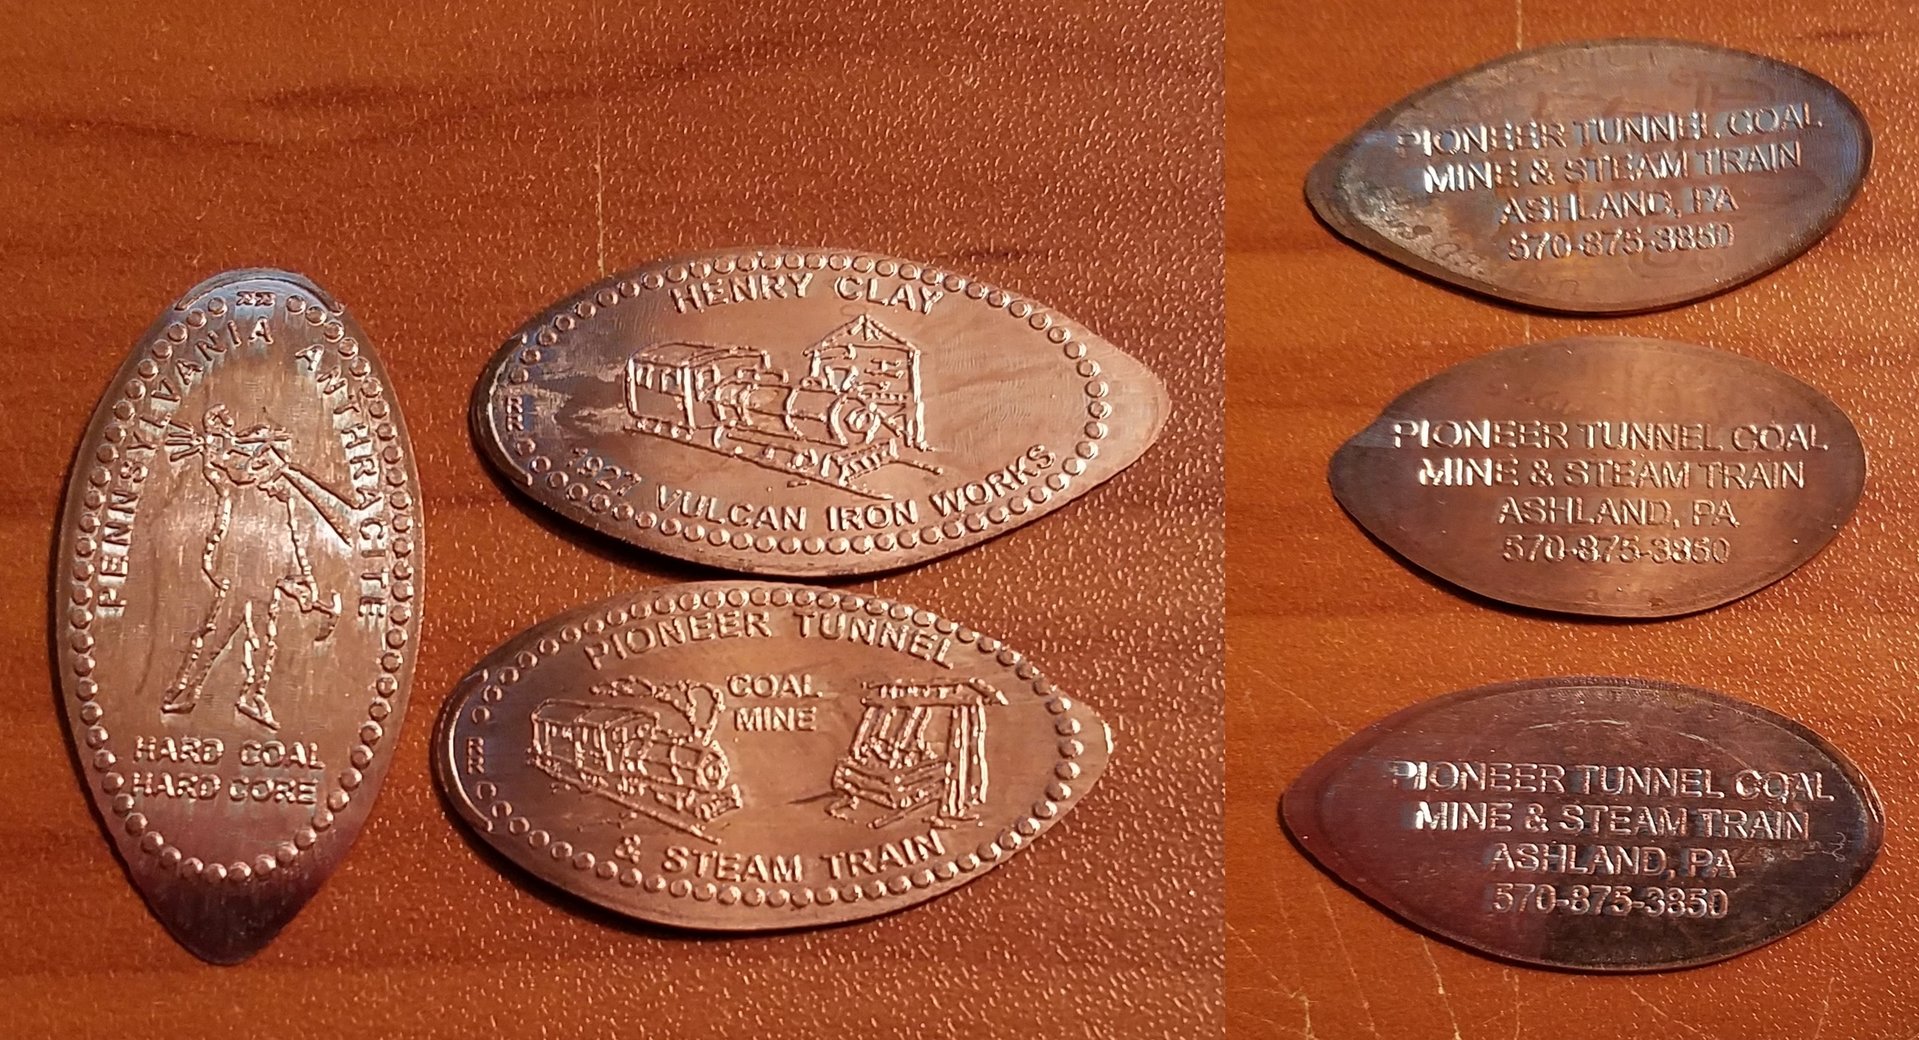 PENNSYLVANIA ANTHRACITE
HARD COAL
HARD CORE
HENRY CLAY
1927 VULCAN IRON WORKS
PIONEER TUNNEL
COAL
MINE
& STEAM TRAIN
PIONEER TUNNEL COAL
MINE & STEAM TRAIN
ASHLAND, PA
570-875-3850
PIONEER TUNNEL COAL
MINE & STEAM TRAIN
ASHLAND, PA
570-875-3850
PIONEER TUNNEL COAL
MINE & STEAM TRAIN
ASHLAND, PA
570-875-3850